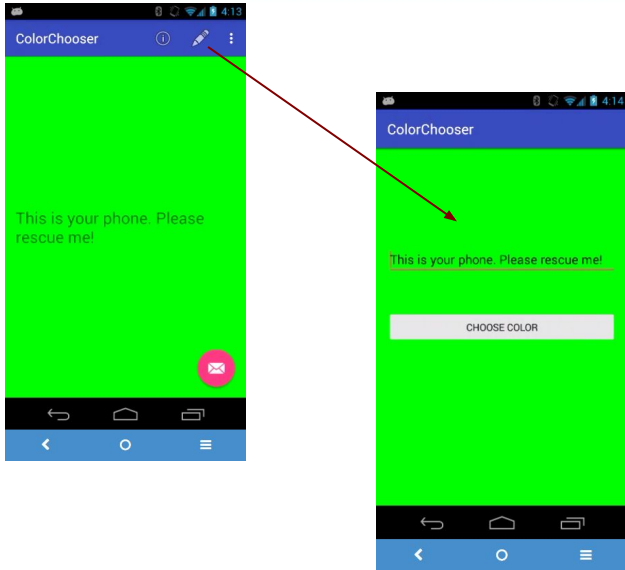 4:13
ColorChooser
This is your phone. Please
rescue me!
4:14
ColorChooser
This is your phone. Please rescue me!
CHOOSE COLOR